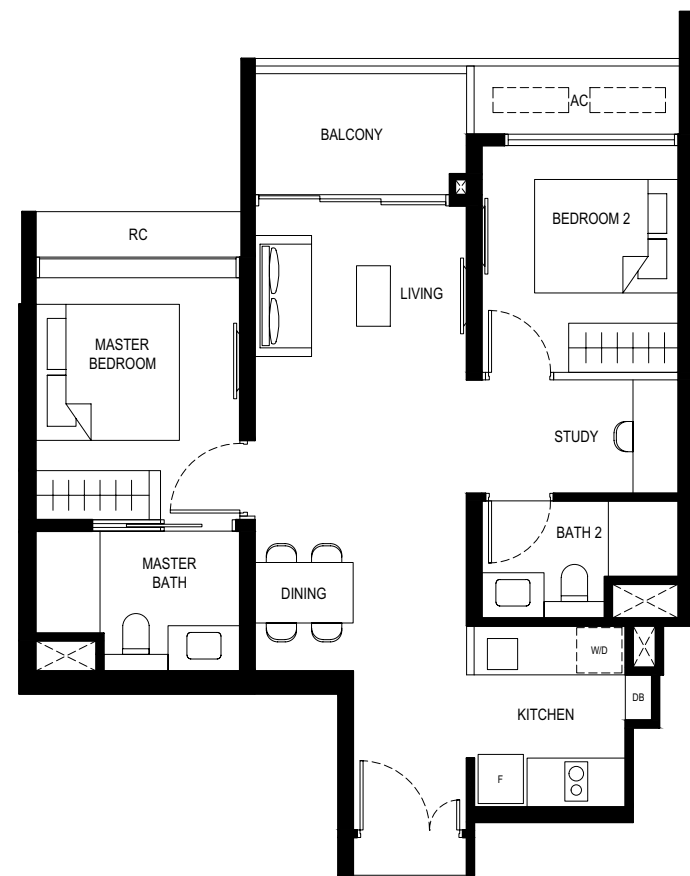 AC
BALCONY
BEDROOM 2
RC
LIVING
MASTER
BEDROOM
STUDY
BATH 2
MASTER
BATH
DINING
W/D
DB
KITCHEN
F